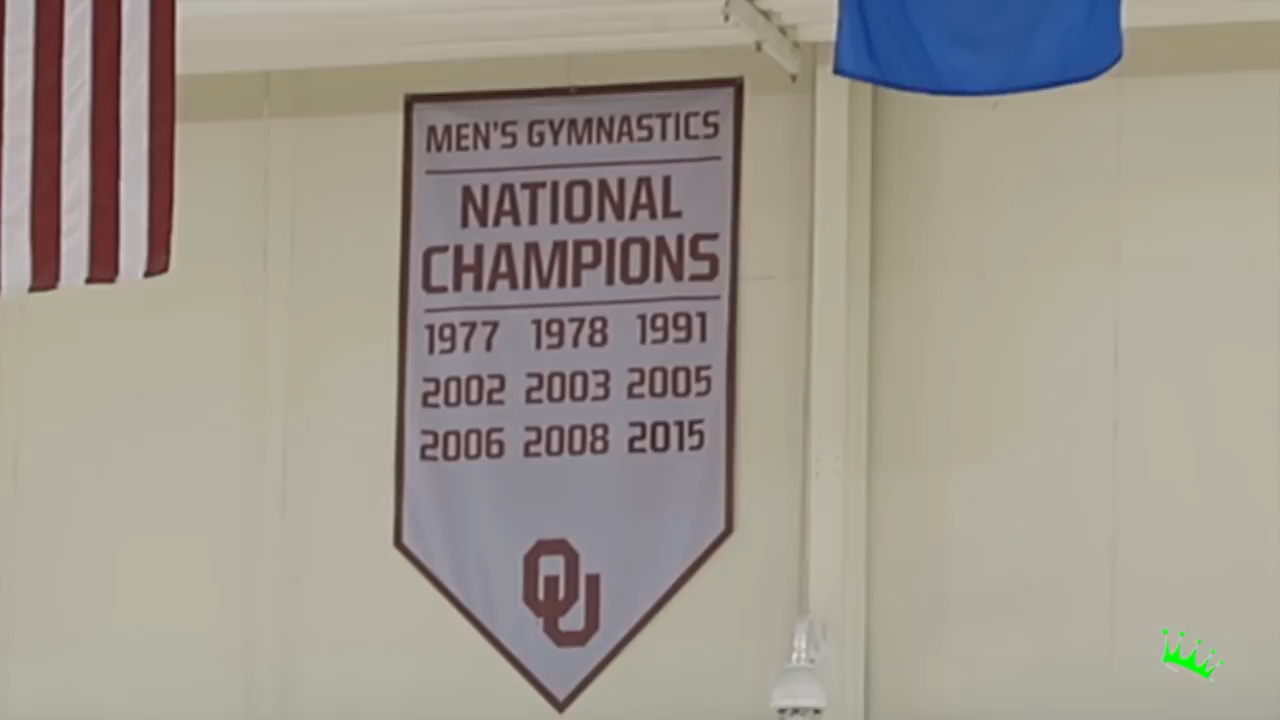 MEN'S GYMNASTICS
NATIONAL
CHAMPIONS
1977 1978 1991
2002 2003 2005
2006 2008 2015
OU